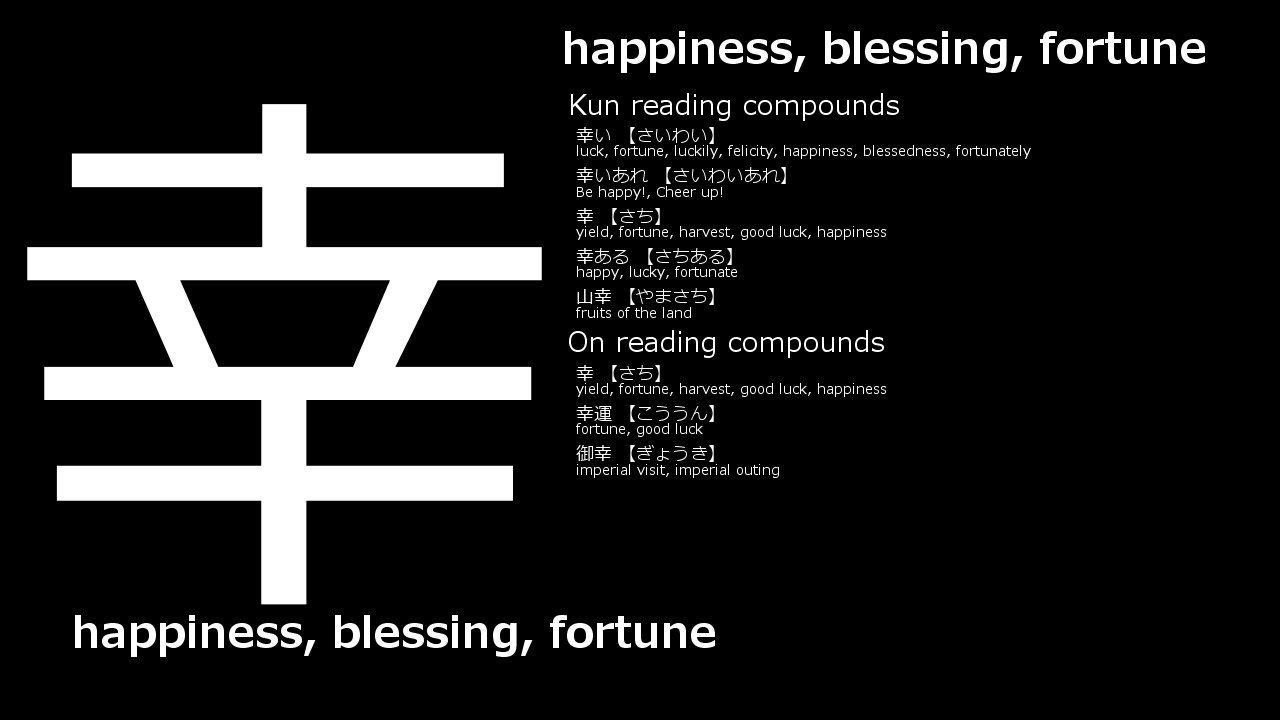 幸
happiness, blessing, fortune
Kun reading compounds
幸い 【さいわい】
luck, fortune, luckily, felicity, happiness, blessedness, fortunately
幸いあれ 【さいわいあれ】
Be happy!, Cheer up!
幸 【さち】
yield, fortune, harvest, good luck, happiness
幸ある 【さちある】
happy, lucky, fortunate
山幸 【やまさち】
fruits of the land
On reading compounds
幸 【さち】
yield, fortune, harvest, good luck, happiness
幸運 【こううん】
fortune, good luck
御幸 【ぎょうき】
imperial visit, imperial outing
happiness, blessing, fortune